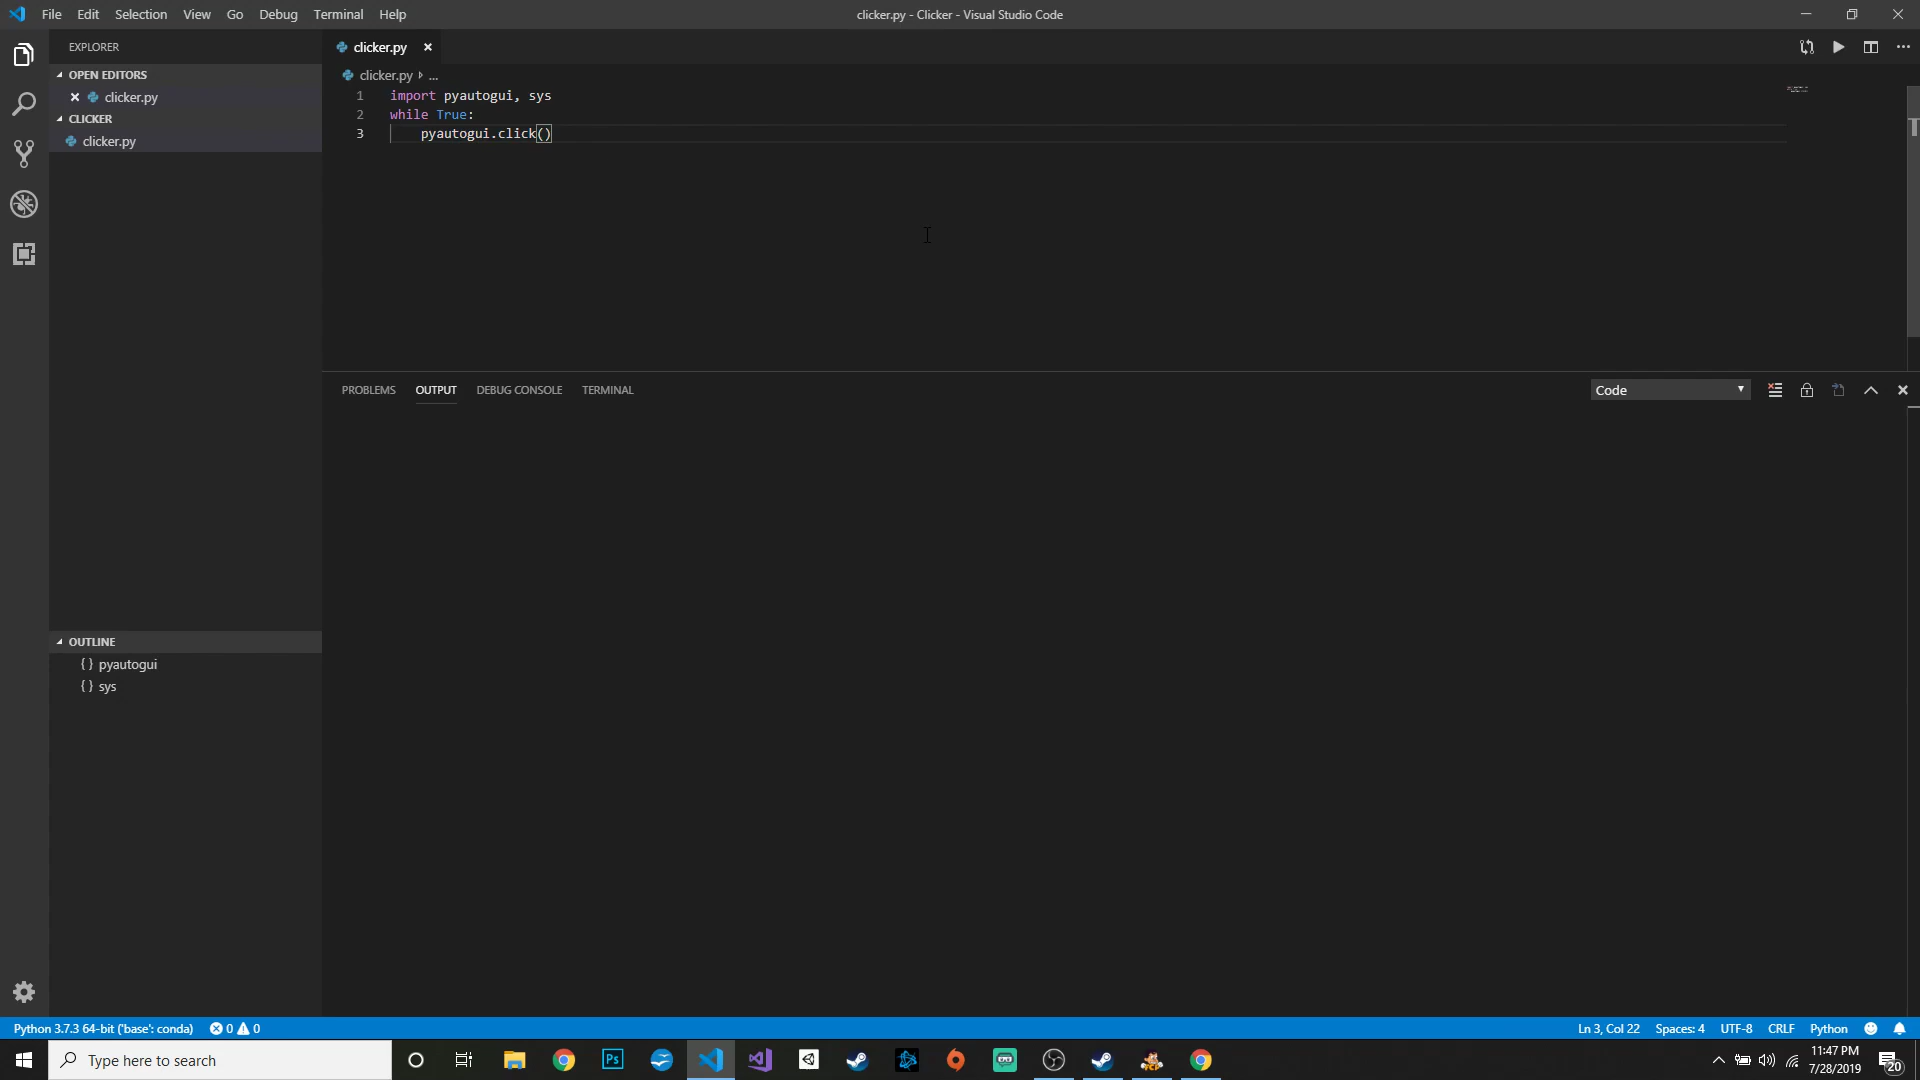 File Edit Selection View Go Debug Terminal Help
clicker.py - Clicker - Visual Studio Code
EXPLORER
OPEN EDITORS
clicker.py
CLICKER
clicker.py
clicker.py
clicker.py ...
1 import pyautogui, sys
2 while True:
3 pyautogui.click()
PROBLEMS OUTPUT DEBUG CONSOLE TERMINAL
Code
OUTLINE
{} pyautogui
{} sys
Python 3.7.3 64-bit ('base': conda) 0 0
Ln 3, Col 22 Spaces: 4 UTF-8 CRLF Python
Type here to search
Ps
11:47 PM
7/28/2019
20